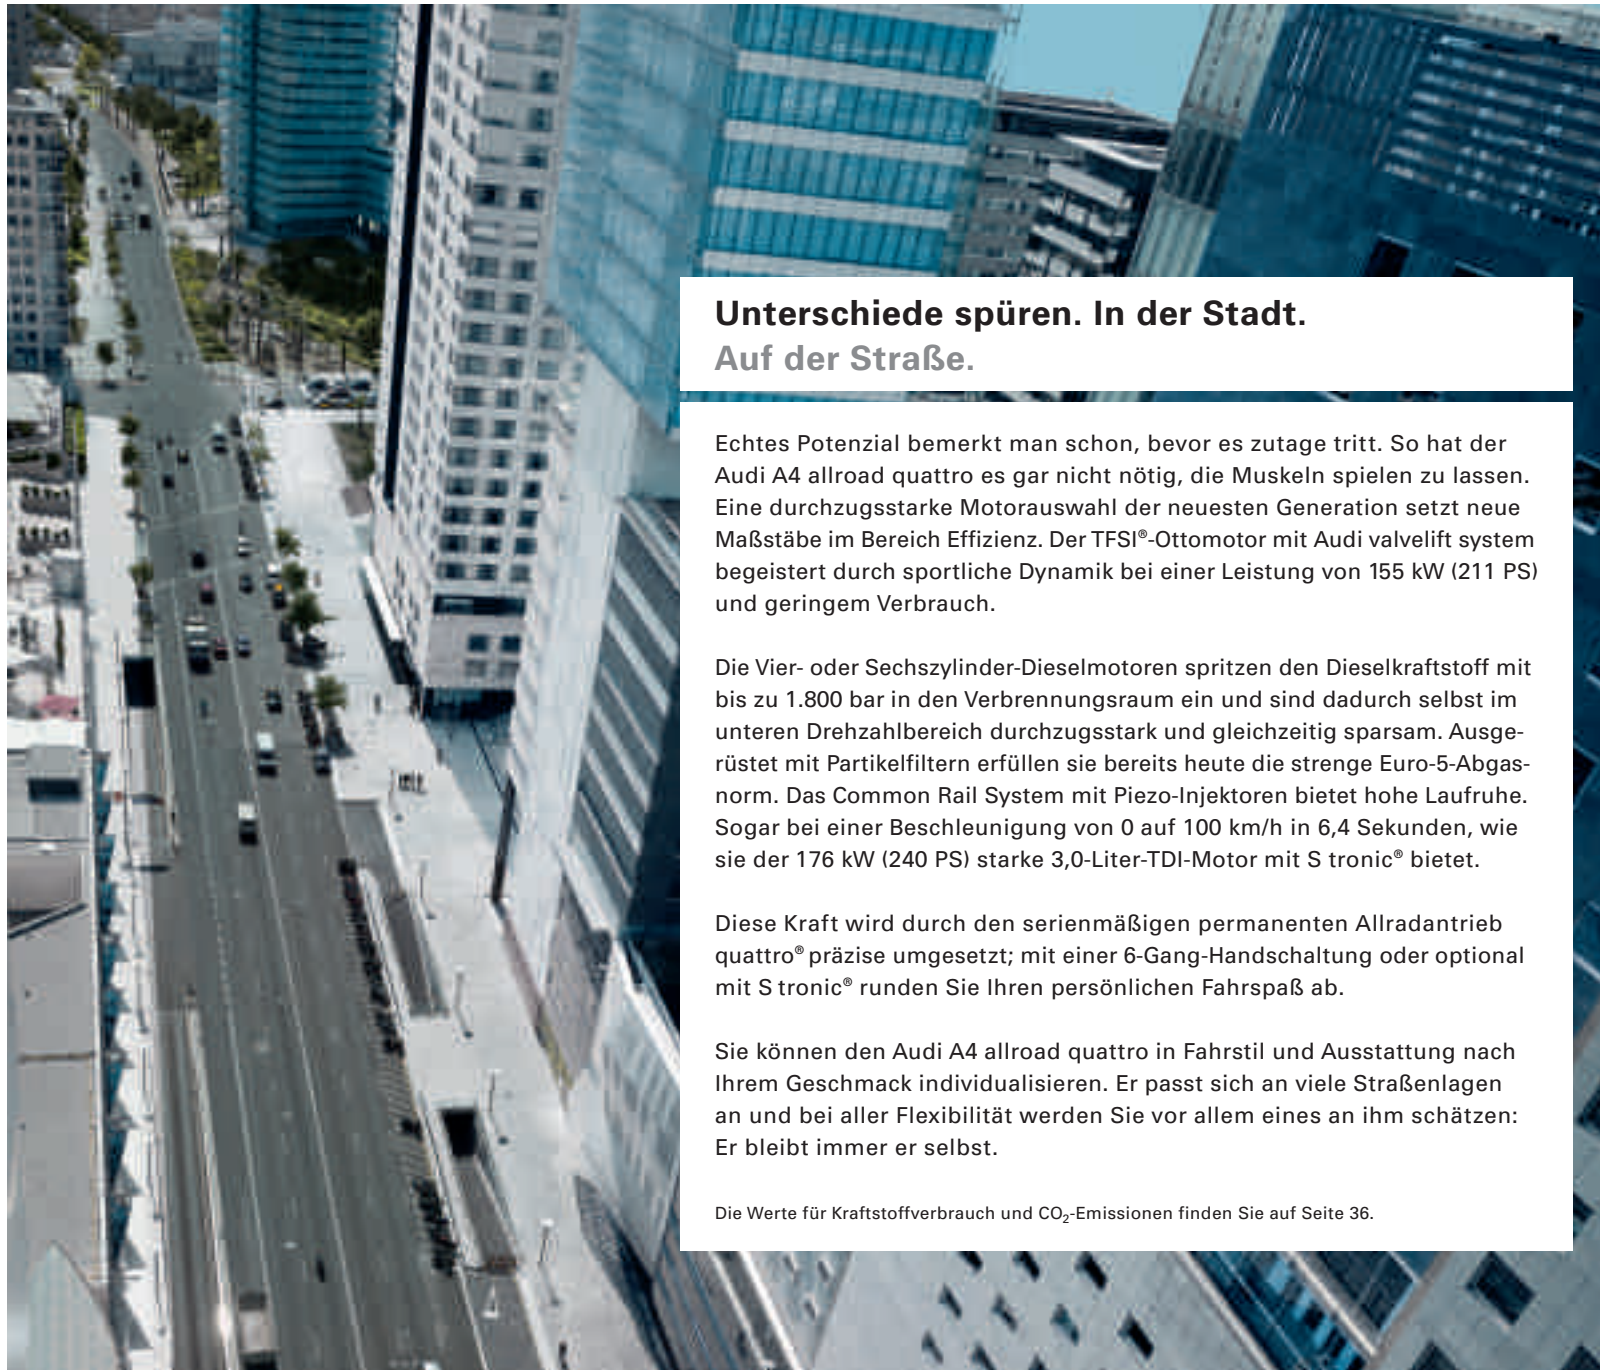 Unterschiede spüren. In der Stadt.
Auf der Straße.
Echtes Potenzial bemerkt man schon, bevor es zutage tritt. So hat der
Audi A4 allroad quattro es gar nicht nötig, die Muskeln spielen zu lassen.
Eine durchzugsstarke Motorauswahl der neuesten Generation setzt neue
Maßstäbe im Bereich Effizienz. Der TFSI®-Ottomotor mit Audi valvelift system
begeistert durch sportliche Dynamik bei einer Leistung von 155 kW (211 PS)
und geringem Verbrauch.
Die Vier- oder Sechszylinder-Dieselmotoren spritzen den Dieselkraftstoff mit
bis zu 1.800 bar in den Verbrennungsraum ein und sind dadurch selbst im
unteren Drehzahlbereich durchzugsstark und gleichzeitig sparsam. Ausge-
rüstet mit Partikelfiltern erfüllen sie bereits heute die strenge Euro-5-Abgas-
norm. Das Common Rail System mit Piezo-Injektoren bietet hohe Laufruhe.
Sogar bei einer Beschleunigung von 0 auf 100 km/h in 6,4 Sekunden, wie
sie der 176 kW (240 PS) starke 3,0-Liter-TDI-Motor mit S tronic® bietet.
Diese Kraft wird durch den serienmäßigen permanenten Allradantrieb
quattro® präzise umgesetzt; mit einer 6-Gang-Handschaltung oder optional
mit S tronic® runden Sie Ihren persönlichen Fahrspaß ab.
Sie können den Audi A4 allroad quattro in Fahrstil und Ausstattung nach
Ihrem Geschmack individualisieren. Er passt sich an viele Straßenlagen
an und bei aller Flexibilität werden Sie vor allem eines an ihm schätzen:
Er bleibt immer er selbst.
Die Werte für Kraftstoffverbrauch und CO₂-Emissionen finden Sie auf Seite 36.